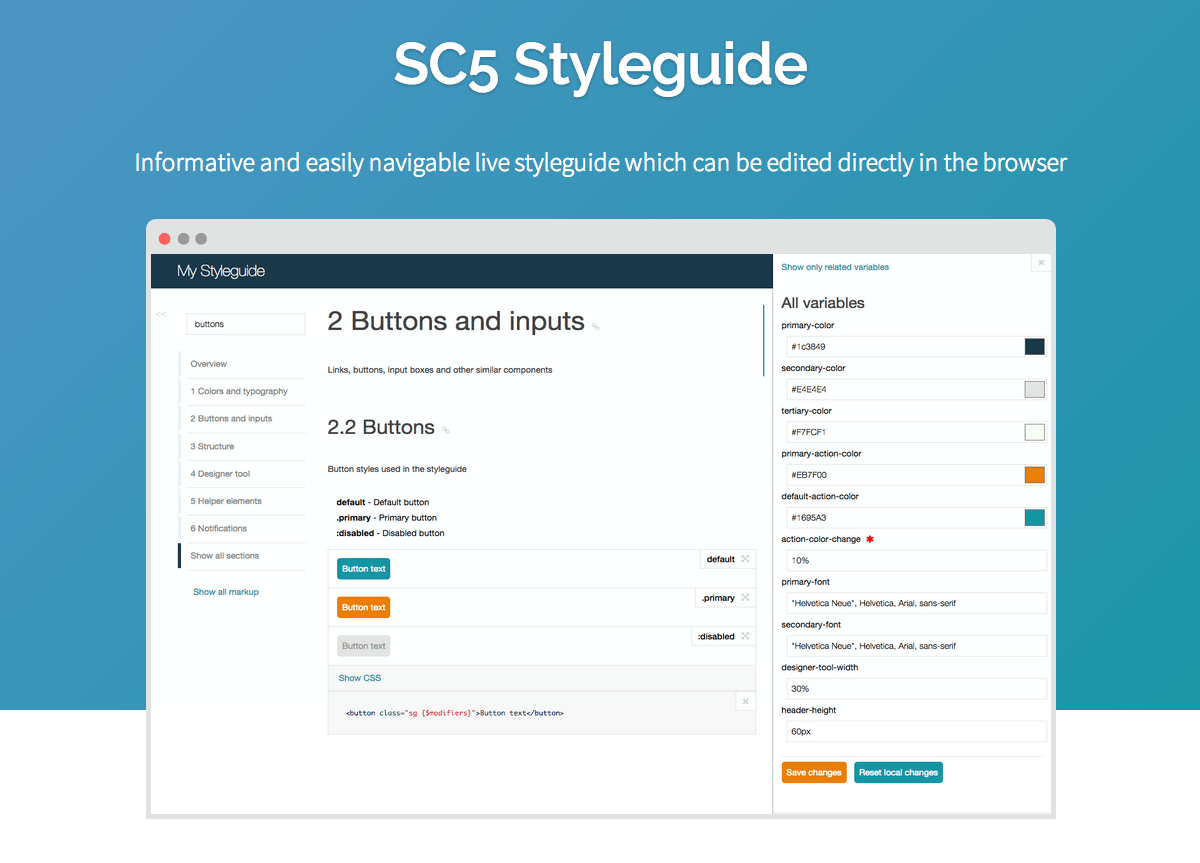 SC5 Styleguide
Informative and easily navigable live styleguide which can be edited directly in the browser
My Styleguide
<<
buttons
Overview
1 Colors and typography
2 Buttons and inputs
3 Structure
4 Designer tool
5 Helper elements
6 Notifications
Show all sections
Show all markup
2 Buttons and inputs
Links, buttons, input boxes and other similar components
2.2 Buttons
Button styles used in the styleguide
default - Default button
.primary - Primary button
:disabled - Disabled button
Button text
default
Button text
.primary
Button text
:disabled
Show CSS
<button class="sg {$modifiers}">Button text</button>
Show only related variables
All variables
primary-color
#1c3849
secondary-color
#E4E4E4
tertiary-color
#F7FCF1
primary-action-color
#EB7F00
default-action-color
#1695A3
action-color-change *
10%
primary-font
"Helvetica Neue", Helvetica, Arial, sans-serif
secondary-font
"Helvetica Neue", Helvetica, Arial, sans-serif
designer-tool-width
30%
header-height
60px
Save changes
Reset local changes